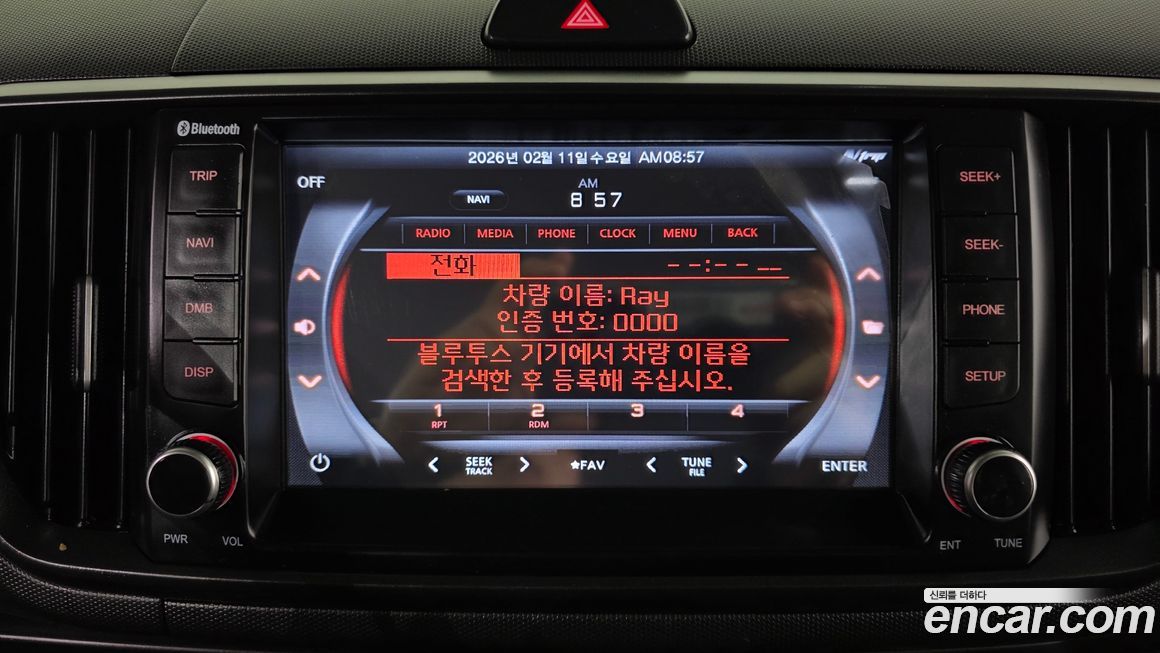 Bluetooth
2026년 02월 11일 수요일 AM08:57
TRIP
OFF
NAVI
AM
8 57
SEEK+
NAVI
RADIO MEDIA PHONE CLOCK MENU BACK
SEEK-
전화 --:-- __
차량 이름: Ray
인증 번호: 0000
DMB
PHONE
블루투스 기기에서 차량 이름을
검색한 후 등록해 주십시오.
DISP
SETUP
1 RPT 2 RDM 3 4
< SEEK TRACK > ★FAV < TUNE FILE > ENTER
PWR VOL
ENT TUNE
신뢰를 더하다
encar.com